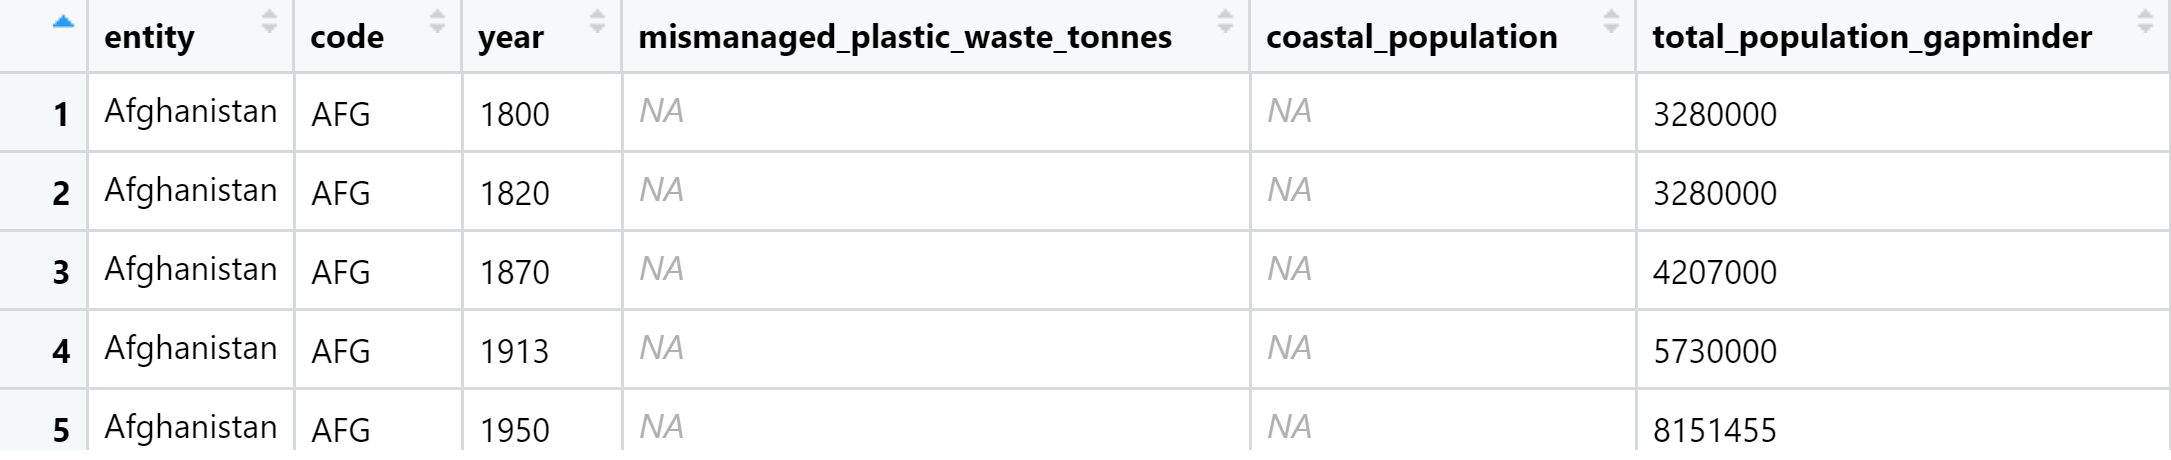 entity code year mismanaged_plastic_waste_tonnes coastal_population total_population_gapminder
1 Afghanistan AFG 1800 NA NA 3280000
2 Afghanistan AFG 1820 NA NA 3280000
3 Afghanistan AFG 1870 NA NA 4207000
4 Afghanistan AFG 1913 NA NA 5730000
5 Afghanistan AFG 1950 NA NA 8151455